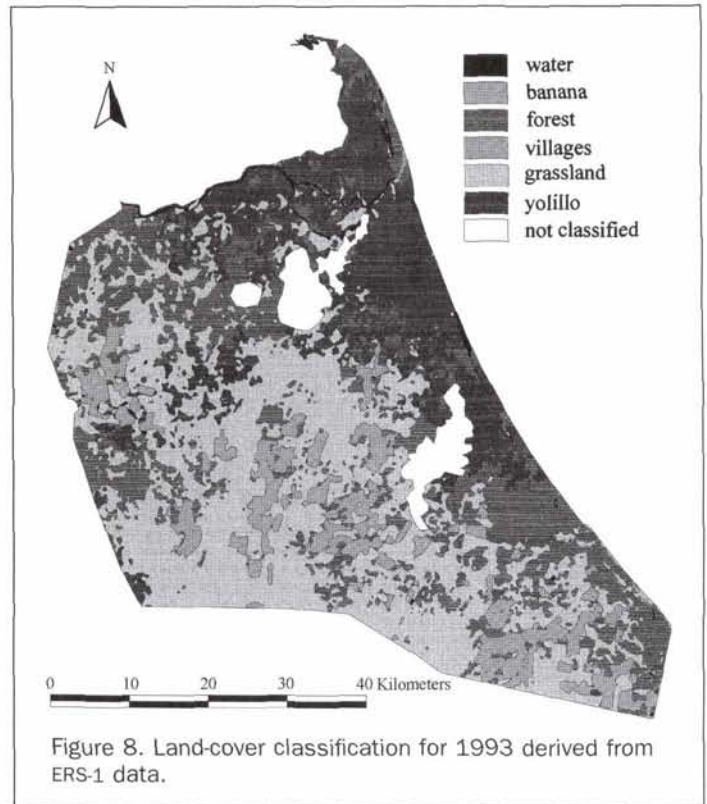 N
water
banana
forest
villages
grassland
yolillo
not classified
0 10 20 30 40 Kilometers
Figure 8. Land-cover classification for 1993 derived from
ERS-1 data.